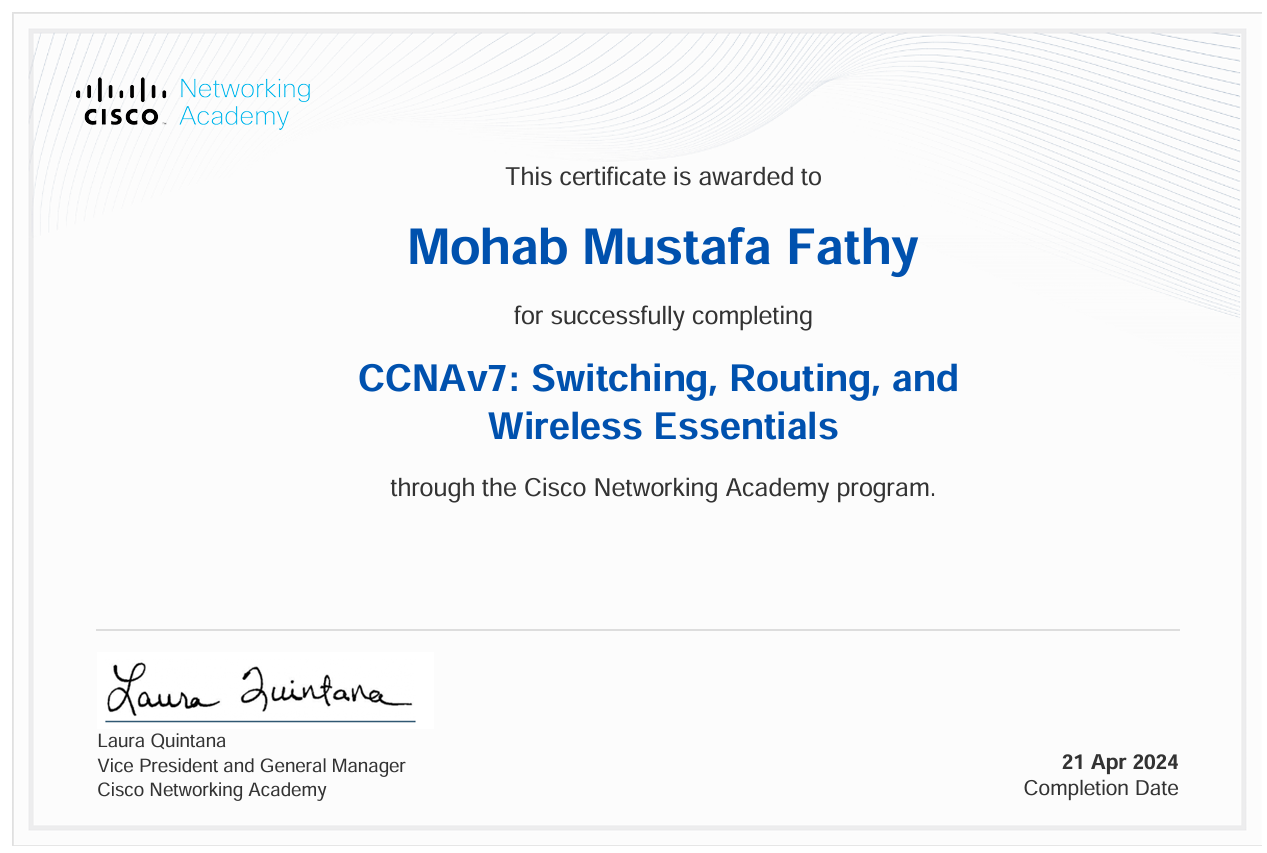 CISCO
Networking
Academy
This certificate is awarded to
Mohab Mustafa Fathy
for successfully completing
CCNAv7: Switching, Routing, and
Wireless Essentials
through the Cisco Networking Academy program.
Laura Quintana
Laura Quintana
Vice President and General Manager
Cisco Networking Academy
21 Apr 2024
Completion Date